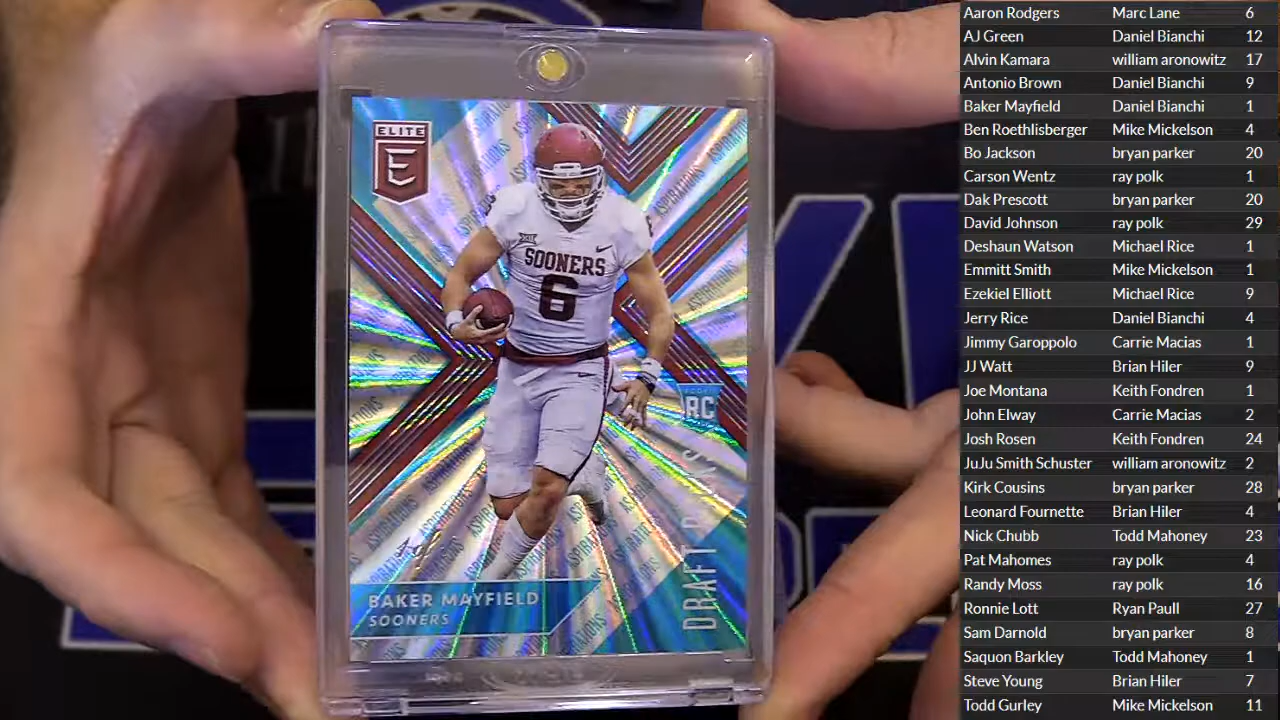 ELITE
E
SOONERS
6
ROOKIE
RC
DRAFT PICKS
ASPIRATIONS
BAKER MAYFIELD
SOONERS
Aaron Rodgers Marc Lane 6
AJ Green Daniel Bianchi 12
Alvin Kamara william aronowitz 17
Antonio Brown Daniel Bianchi 9
Baker Mayfield Daniel Bianchi 1
Ben Roethlisberger Mike Mickelson 4
Bo Jackson bryan parker 20
Carson Wentz ray polk 1
Dak Prescott bryan parker 20
David Johnson ray polk 29
Deshaun Watson Michael Rice 1
Emmitt Smith Mike Mickelson 1
Ezekiel Elliott Michael Rice 9
Jerry Rice Daniel Bianchi 4
Jimmy Garoppolo Carrie Macias 1
JJ Watt Brian Hiler 9
Joe Montana Keith Fondren 1
John Elway Carrie Macias 2
Josh Rosen Keith Fondren 24
JuJu Smith Schuster william aronowitz 2
Kirk Cousins bryan parker 28
Leonard Fournette Brian Hiler 4
Nick Chubb Todd Mahoney 23
Pat Mahomes ray polk 4
Randy Moss ray polk 16
Ronnie Lott Ryan Paull 27
Sam Darnold bryan parker 8
Saquon Barkley Todd Mahoney 1
Steve Young Brian Hiler 7
Todd Gurley Mike Mickelson 11